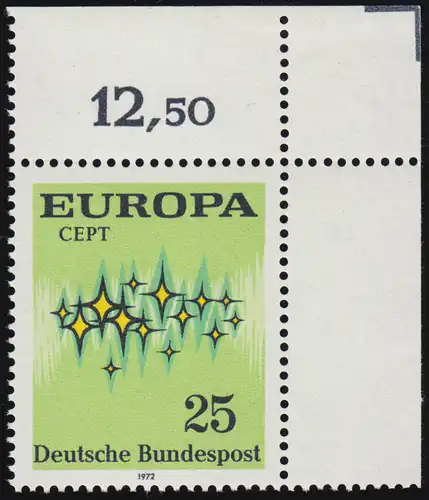 12,50
EUROPA
CEPT
25
Deutsche Bundespost
1972